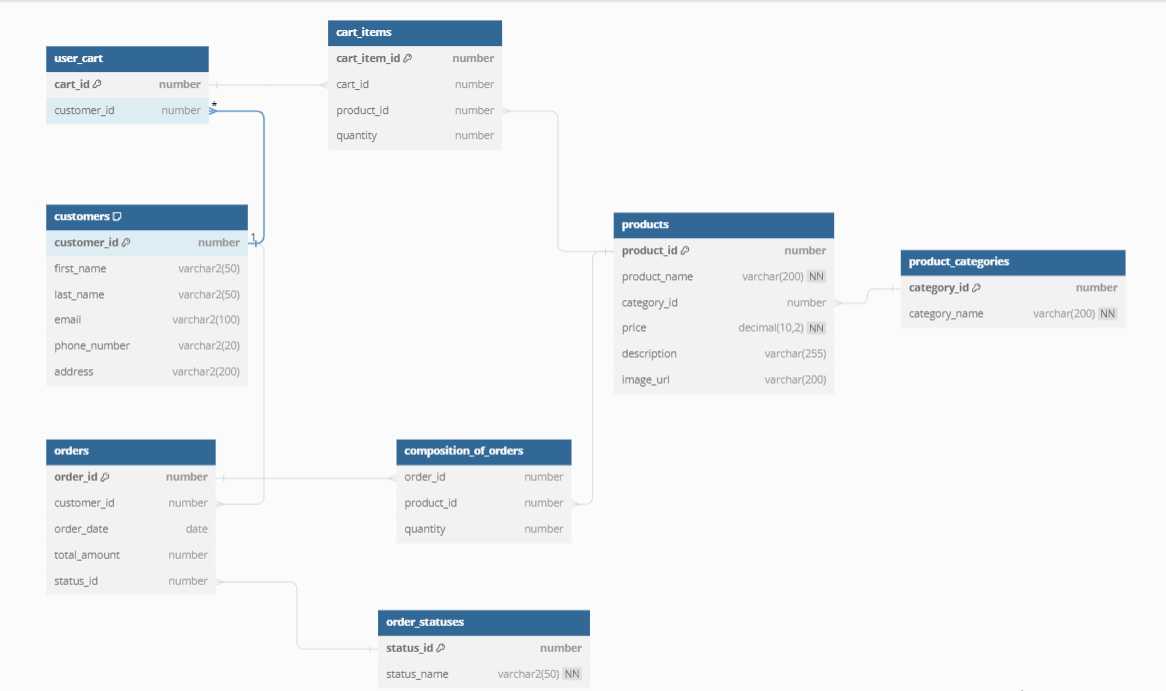 user_cart
cart_id number
customer_id number
*
cart_items
cart_item_id number
cart_id number
product_id number
quantity number
customers
customer_id number
1
first_name varchar2(50)
last_name varchar2(50)
email varchar2(100)
phone_number varchar2(20)
address varchar2(200)
products
product_id number
product_name varchar(200) NN
category_id number
price decimal(10,2) NN
description varchar(255)
image_url varchar(200)
product_categories
category_id number
category_name varchar(200) NN
orders
order_id number
customer_id number
order_date date
total_amount number
status_id number
composition_of_orders
order_id number
product_id number
quantity number
order_statuses
status_id number
status_name varchar2(50) NN